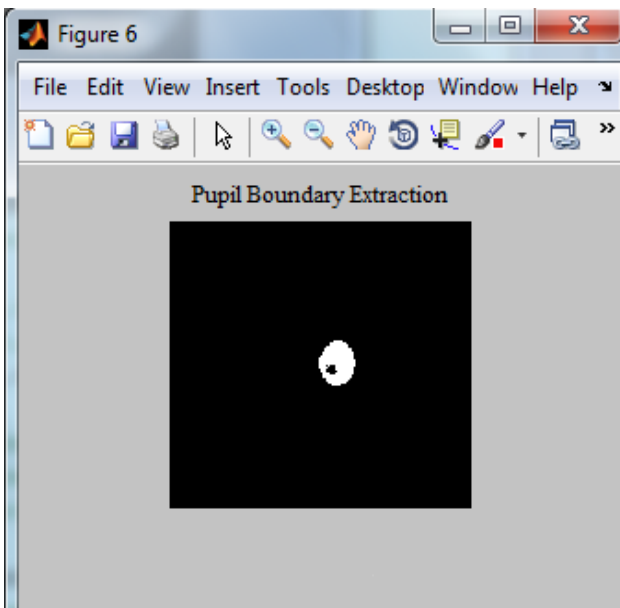 Figure 6
File Edit View Insert Tools Desktop Window Help
Pupil Boundary Extraction